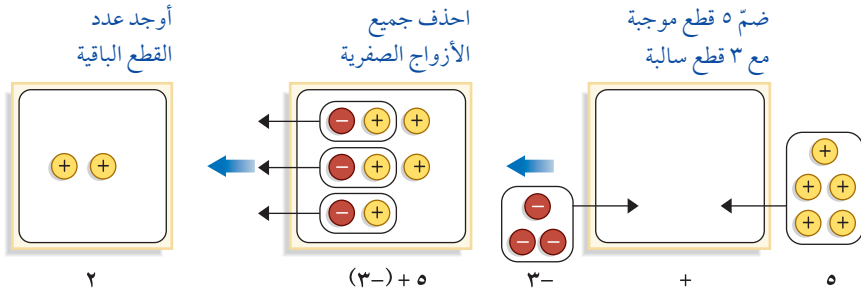 ضمّ ٥ قطع موجبة
مع ٣ قطع سالبة
احذف جميع
الأزواج الصفرية
أوجد عدد
القطع الباقية
+
+ +
+ +
−
− −
− + +
− + +
− +
+ +
٥ + −٣
٥ + (−٣)
٢